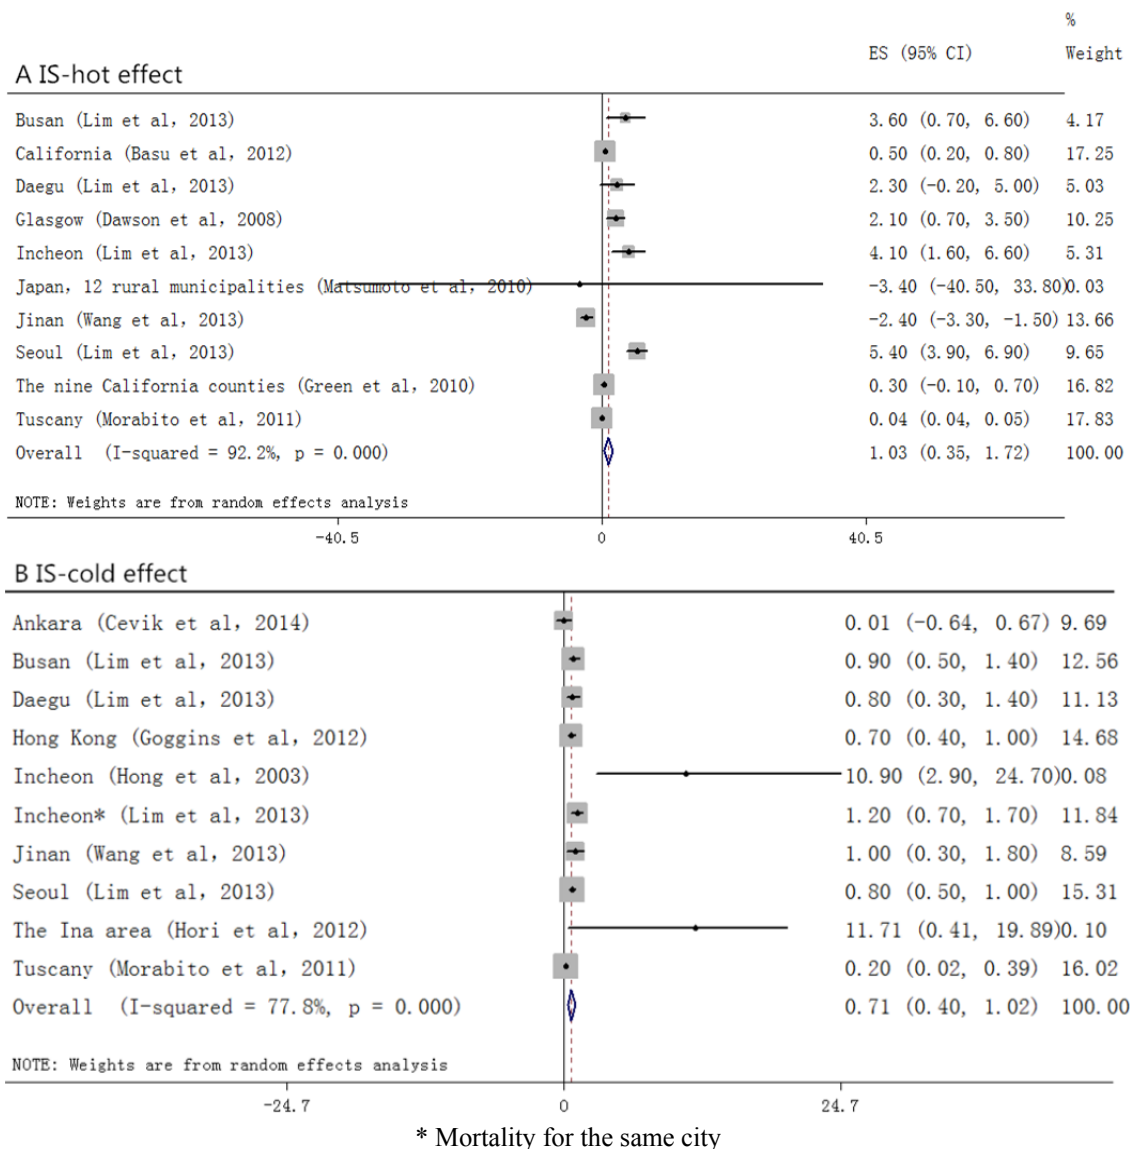 %
ES (95% CI) Weight
A IS-hot effect
Busan (Lim et al, 2013) 3.60 (0.70, 6.60) 4.17
California (Basu et al, 2012) 0.50 (0.20, 0.80) 17.25
Daegu (Lim et al, 2013) 2.30 (-0.20, 5.00) 5.03
Glasgow (Dawson et al, 2008) 2.10 (0.70, 3.50) 10.25
Incheon (Lim et al, 2013) 4.10 (1.60, 6.60) 5.31
Japan, 12 rural municipalities (Matsumoto et al, 2010) -3.40 (-40.50, 33.80) 0.03
Jinan (Wang et al, 2013) -2.40 (-3.30, -1.50) 13.66
Seoul (Lim et al, 2013) 5.40 (3.90, 6.90) 9.65
The nine California counties (Green et al, 2010) 0.30 (-0.10, 0.70) 16.82
Tuscany (Morabito et al, 2011) 0.04 (0.04, 0.05) 17.83
Overall (I-squared = 92.2%, p = 0.000) 1.03 (0.35, 1.72) 100.00
NOTE: Weights are from random effects analysis
-40.5 0 40.5
B IS-cold effect
Ankara (Cevik et al, 2014) 0.01 (-0.64, 0.67) 9.69
Busan (Lim et al, 2013) 0.90 (0.50, 1.40) 12.56
Daegu (Lim et al, 2013) 0.80 (0.30, 1.40) 11.13
Hong Kong (Goggins et al, 2012) 0.70 (0.40, 1.00) 14.68
Incheon (Hong et al, 2003) 10.90 (2.90, 24.70) 0.08
Incheon* (Lim et al, 2013) 1.20 (0.70, 1.70) 11.84
Jinan (Wang et al, 2013) 1.00 (0.30, 1.80) 8.59
Seoul (Lim et al, 2013) 0.80 (0.50, 1.00) 15.31
The Ina area (Hori et al, 2012) 11.71 (0.41, 19.89) 0.10
Tuscany (Morabito et al, 2011) 0.20 (0.02, 0.39) 16.02
Overall (I-squared = 77.8%, p = 0.000) 0.71 (0.40, 1.02) 100.00
NOTE: Weights are from random effects analysis
-24.7 0 24.7
* Mortality for the same city